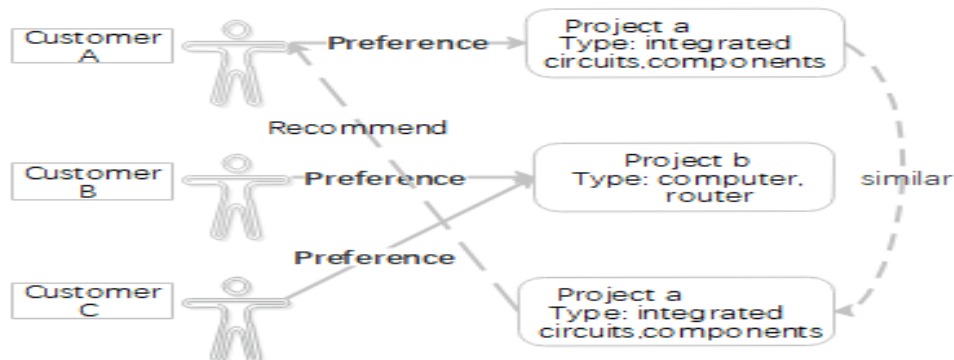 Customer
A
Preference
Project a
Type: integrated
circuits,components
Recommend
Customer
B
Preference
Project b
Type: computer,
router
similar
Preference
Customer
C
Project a
Type: integrated
circuits,components